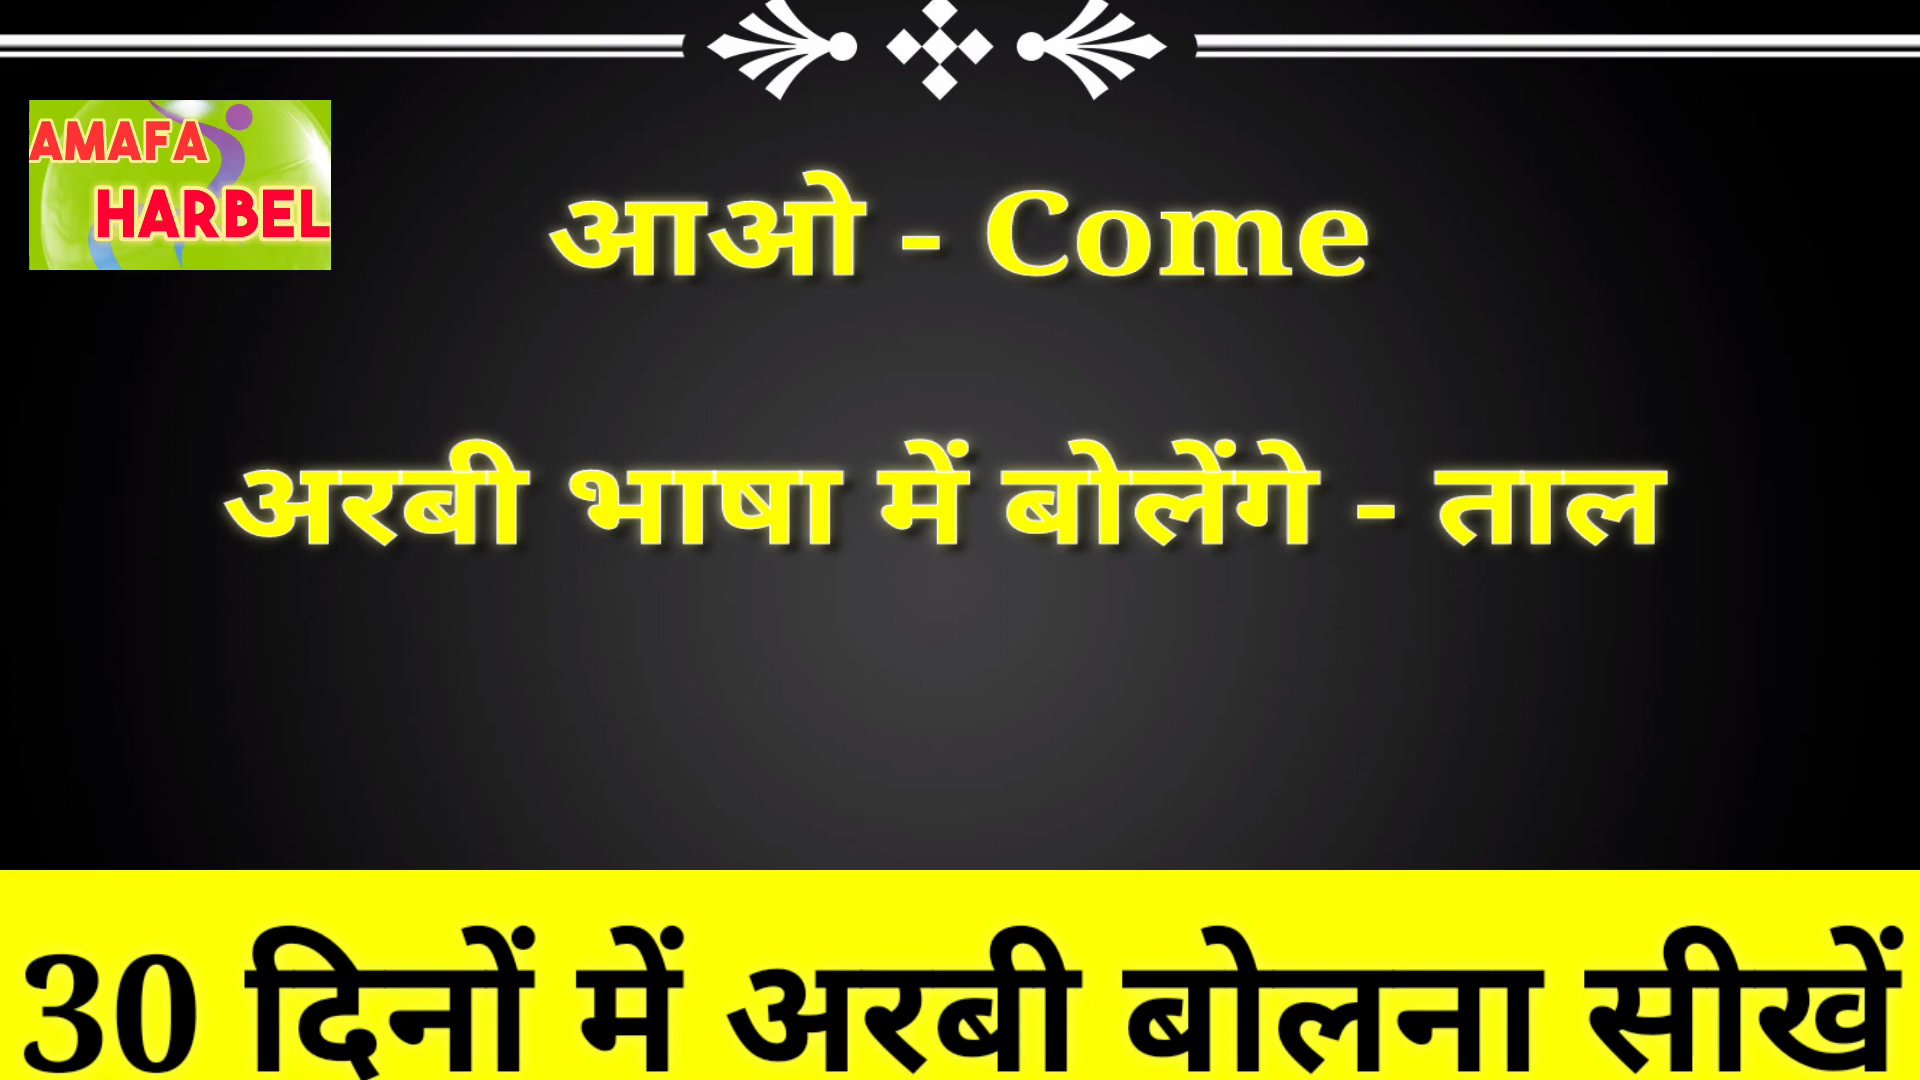 AMAFA
HARBEL
आओ - Come
अरबी भाषा में बोलेंगे - ताल
30 दिनों में अरबी बोलना सीखें